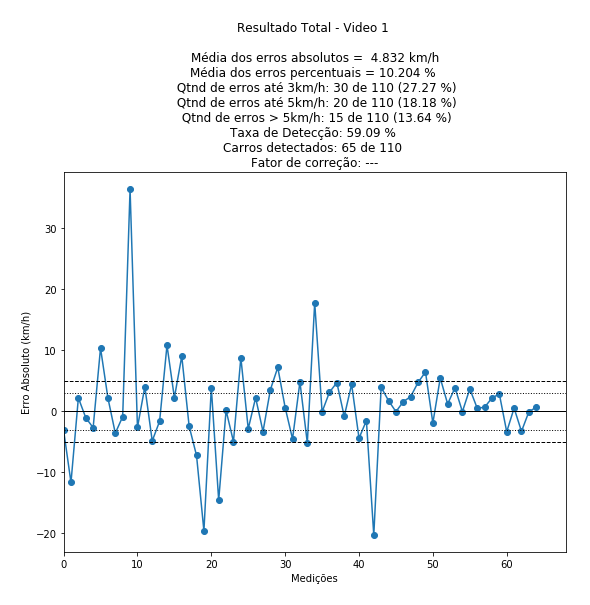 Resultado Total - Video 1
Média dos erros absolutos =  4.832 km/h
Média dos erros percentuais = 10.204 %
Qtnd de erros até 3km/h: 30 de 110 (27.27 %)
Qtnd de erros até 5km/h: 20 de 110 (18.18 %)
Qtnd de erros > 5km/h: 15 de 110 (13.64 %)
Taxa de Detecção: 59.09 %
Carros detectados: 65 de 110
Fator de correção: ---
30
20
10
0
−10
−20
Erro Absoluto (km/h)
0 10 20 30 40 50 60
Medições